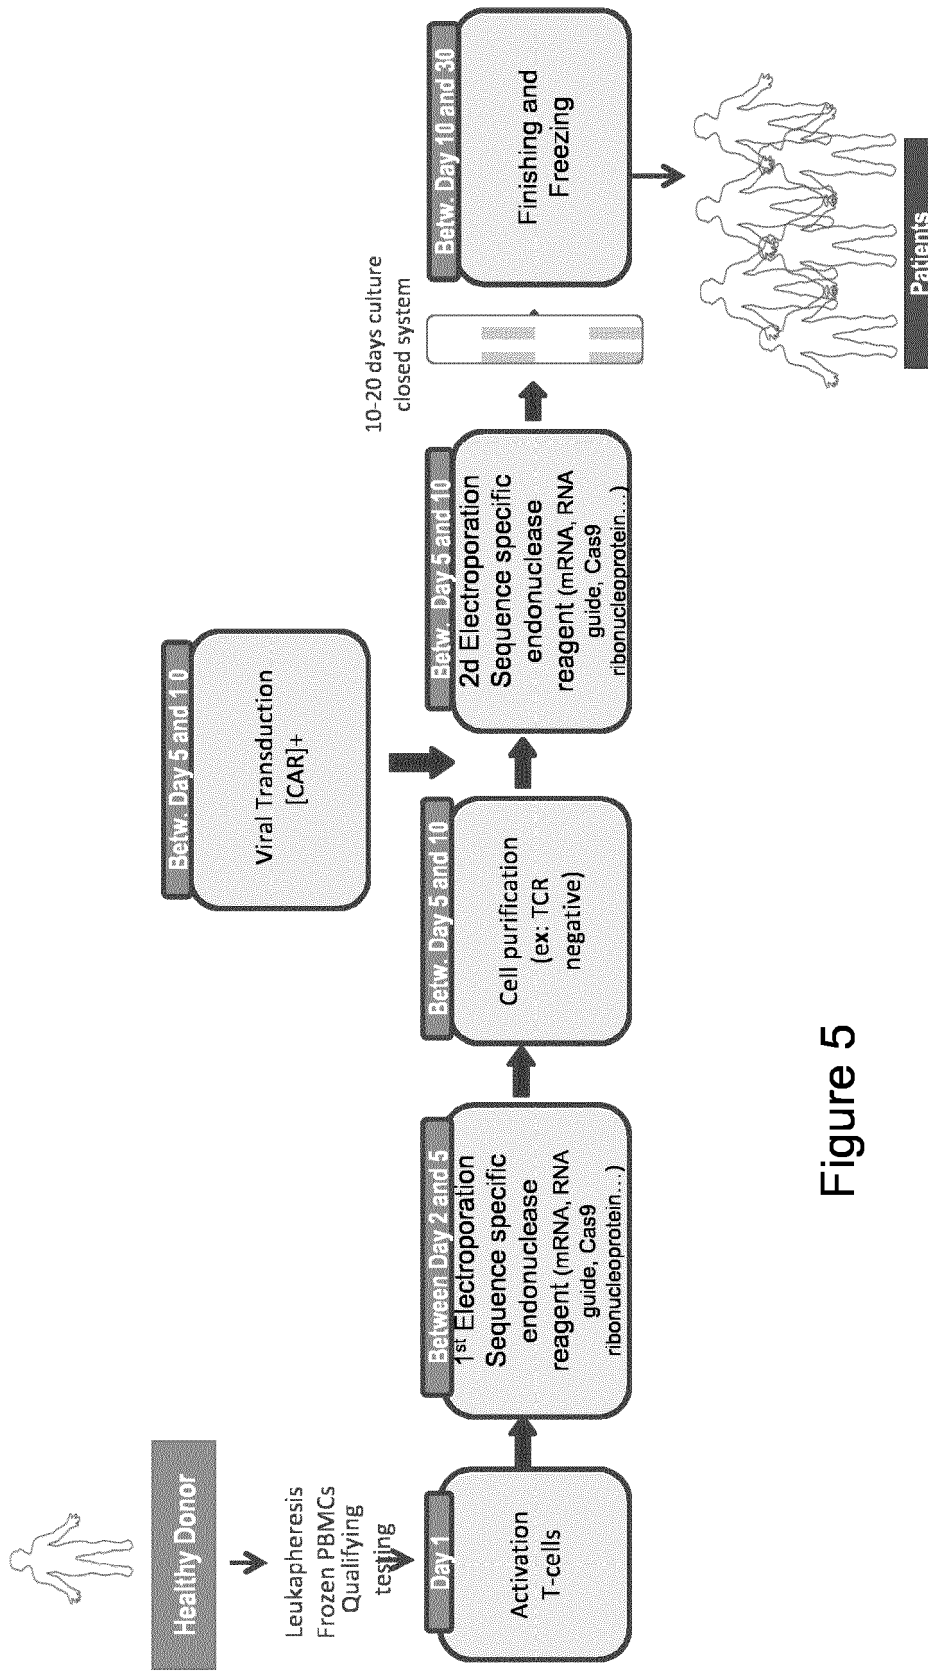 Healthy Donor
Leukapheresis
Frozen PBMCs
Qualifying
testing
Day 1
Activation
T-cells
Between Day 2 and 5
1st Electroporation
Sequence specific
endonuclease
reagent (mRNA, RNA
guide, Cas9
ribonucleoprotein...)
Betw. Day 5 and 10
Cell purification
(ex: TCR
negative)
Betw. Day 5 and 1 0
Viral Transduction
[CAR]+
Betw. Day 5 and 10
2d Electroporation
Sequence specific
endonuclease
reagent (mRNA, RNA
guide, Cas9
ribonucleoprotein...)
10-20 days culture
closed system
Betw. Day 10 and 30
Finishing and
Freezing
Patients
Figure 5